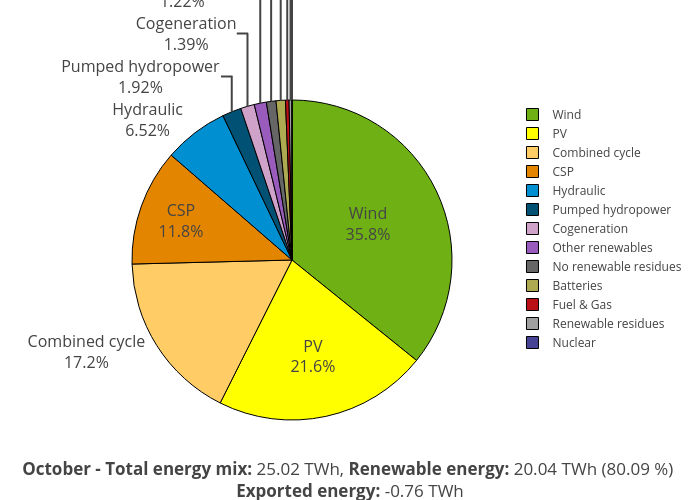 1.22%
Cogeneration
1.39%
Pumped hydropower
1.92%
Hydraulic
6.52%
CSP
11.8%
Wind
35.8%
Combined cycle
17.2%
PV
21.6%
Wind
PV
Combined cycle
CSP
Hydraulic
Pumped hydropower
Cogeneration
Other renewables
No renewable residues
Batteries
Fuel & Gas
Renewable residues
Nuclear
October - Total energy mix: 25.02 TWh, Renewable energy: 20.04 TWh (80.09 %)
Exported energy: -0.76 TWh